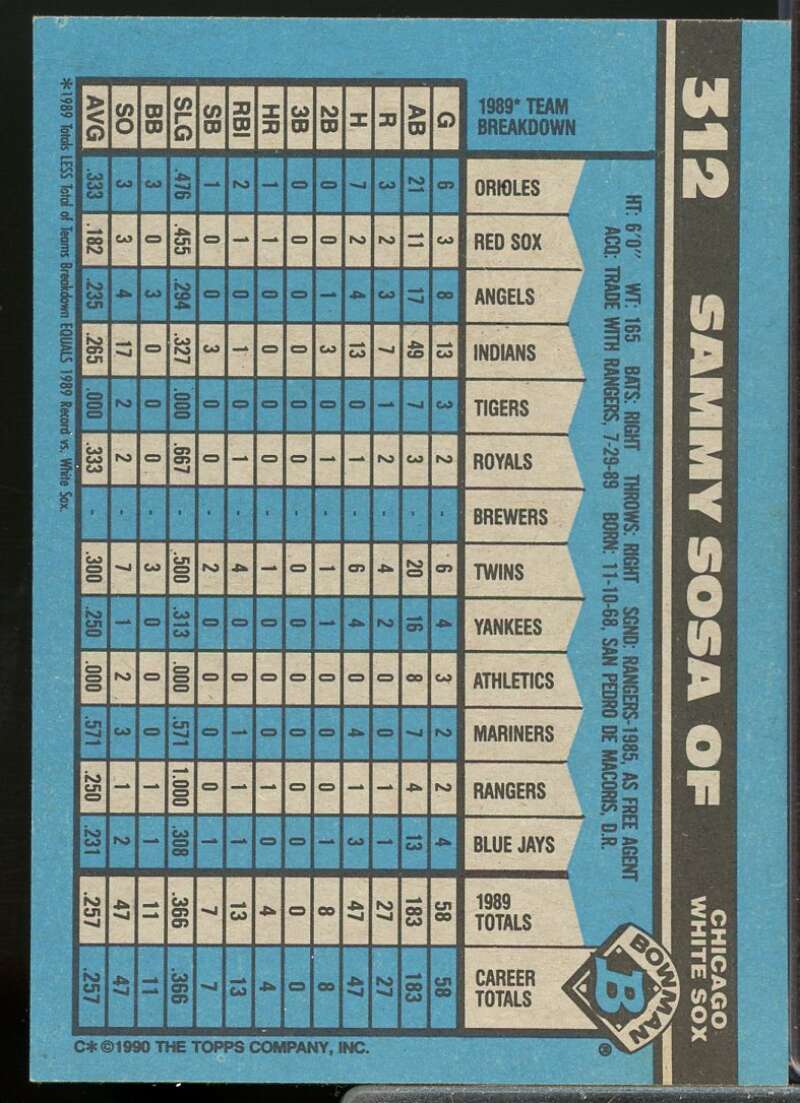 312 SAMMY SOSA OF
CHICAGO
WHITE SOX
HT: 6'0" WT: 165 BATS: RIGHT THROWS: RIGHT SGND: RANGERS-1985, AS FREE AGENT
ACQ: TRADE WITH RANGERS, 7-29-89 BORN: 11-10-68, SAN PEDRO DE MACORIS, D.R.
BOWMAN
B
®
1989* TEAM
BREAKDOWN
G AB R H 2B 3B HR RBI SB SLG BB SO AVG
ORIOLES 6 21 3 7 0 0 1 2 1 .476 3 3 .333
RED SOX 3 11 2 2 0 0 1 1 0 .455 0 3 .182
ANGELS 8 17 3 4 1 0 0 0 0 .294 3 4 .235
INDIANS 13 49 7 13 3 0 0 1 3 .327 0 17 .265
TIGERS 3 7 1 0 0 0 0 0 0 .000 0 2 .000
ROYALS 2 3 2 1 1 0 0 1 0 .667 0 2 .333
BREWERS - - - - - - - - - - - - -
TWINS 6 20 4 6 1 0 1 4 2 .500 3 7 .300
YANKEES 4 16 2 4 1 0 0 0 0 .313 0 1 .250
ATHLETICS 3 8 0 0 0 0 0 0 0 .000 0 2 .000
MARINERS 2 7 0 4 0 0 0 1 0 .571 0 3 .571
RANGERS 2 4 1 1 0 0 1 1 0 1.000 1 1 .250
BLUE JAYS 4 13 1 3 1 0 0 1 1 .308 1 2 .231
1989
TOTALS 58 183 27 47 8 0 4 13 7 .366 11 47 .257
CAREER
TOTALS 58 183 27 47 8 0 4 13 7 .366 11 47 .257
*1989 Totals LESS Total of Teams Breakdown EQUALS 1989 Record vs. White Sox.
C* ©1990 THE TOPPS COMPANY, INC.